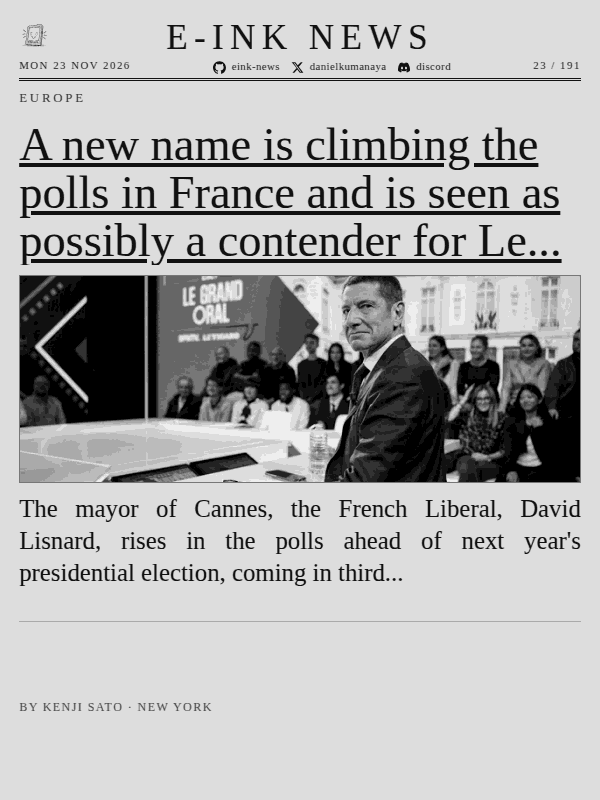 E-INK NEWS
MON 23 NOV 2026
eink-news danielkumanaya discord
23 / 191
EUROPE
A new name is climbing the
polls in France and is seen as
possibly a contender for Le...
LE GRAND
ORAL
The mayor of Cannes, the French Liberal, David
Lisnard, rises in the polls ahead of next year's
presidential election, coming in third...
BY KENJI SATO · NEW YORK